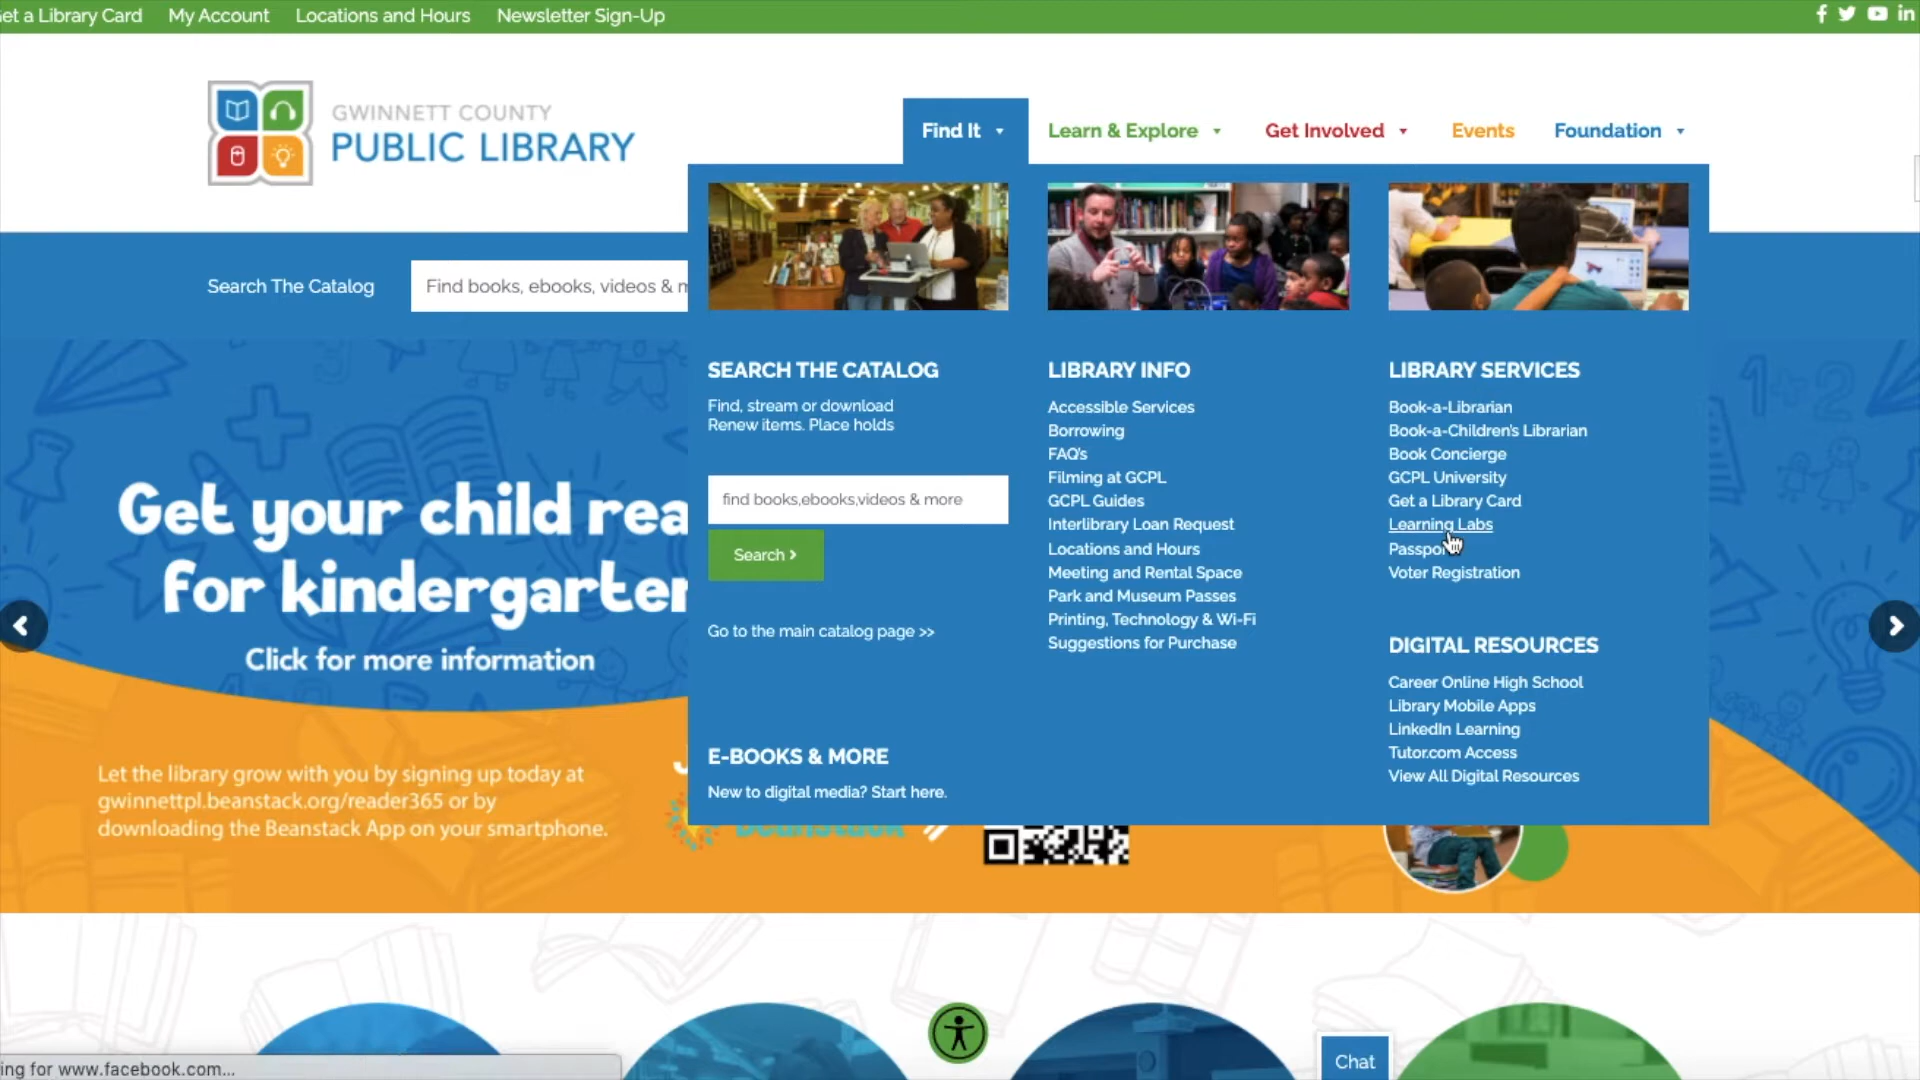 et a Library Card My Account Locations and Hours Newsletter Sign-Up
GWINNETT COUNTY
PUBLIC LIBRARY
Find It Learn & Explore Get Involved Events Foundation
Search The Catalog
Find books, ebooks, videos &
SEARCH THE CATALOG
Find, stream or download
Renew items. Place holds
find books,ebooks,videos & more
Search >
Go to the main catalog page >>
E-BOOKS & MORE
New to digital media? Start here.
LIBRARY INFO
Accessible Services
Borrowing
FAQ's
Filming at GCPL
GCPL Guides
Interlibrary Loan Request
Locations and Hours
Meeting and Rental Space
Park and Museum Passes
Printing, Technology & Wi-Fi
Suggestions for Purchase
LIBRARY SERVICES
Book-a-Librarian
Book-a-Children's Librarian
Book Concierge
GCPL University
Get a Library Card
Learning Labs
Passpo
Voter Registration
DIGITAL RESOURCES
Career Online High School
Library Mobile Apps
LinkedIn Learning
Tutor.com Access
View All Digital Resources
Get your child rea
for kindergarten
Click for more information
Let the library grow with you by signing up today at
gwinnettpl.beanstack.org/reader365 or by
downloading the Beanstack App on your smartphone.
Chat
ing for www.facebook.com...